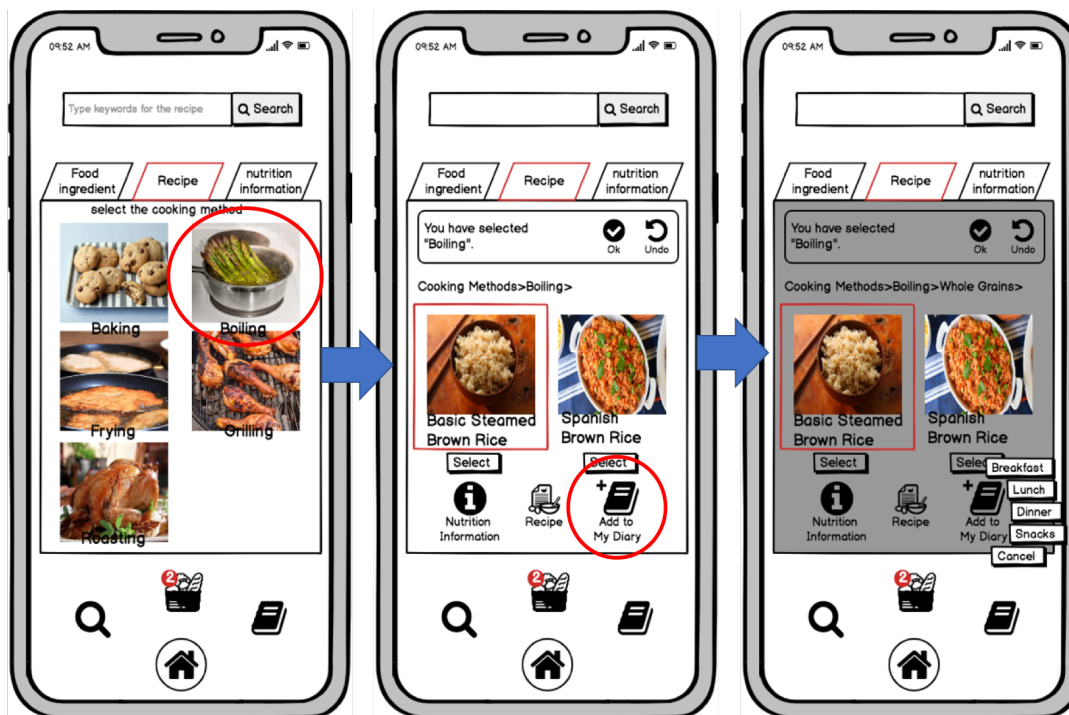 09:52 AM
Type keywords for the recipe
Search
Food
ingredient
Recipe
nutrition
information
select the cooking method
Baking
Boiling
Frying
Grilling
Roasting
2
09:52 AM
Search
Food
ingredient
Recipe
nutrition
information
You have selected
"Boiling".
Ok
Undo
Cooking Methods>Boiling>
Basic Steamed
Brown Rice
Spanish
Brown Rice
Select
Select
Nutrition
Information
Recipe
Add to
My Diary
2
09:52 AM
Search
Food
ingredient
Recipe
nutrition
information
You have selected
"Boiling".
Ok
Undo
Cooking Methods>Boiling>Whole Grains>
Basic Steamed
Brown Rice
Spanish
Brown Rice
Select
Select
Breakfast
Lunch
Dinner
Snacks
Cancel
Nutrition
Information
Recipe
Add to
My Diary
2